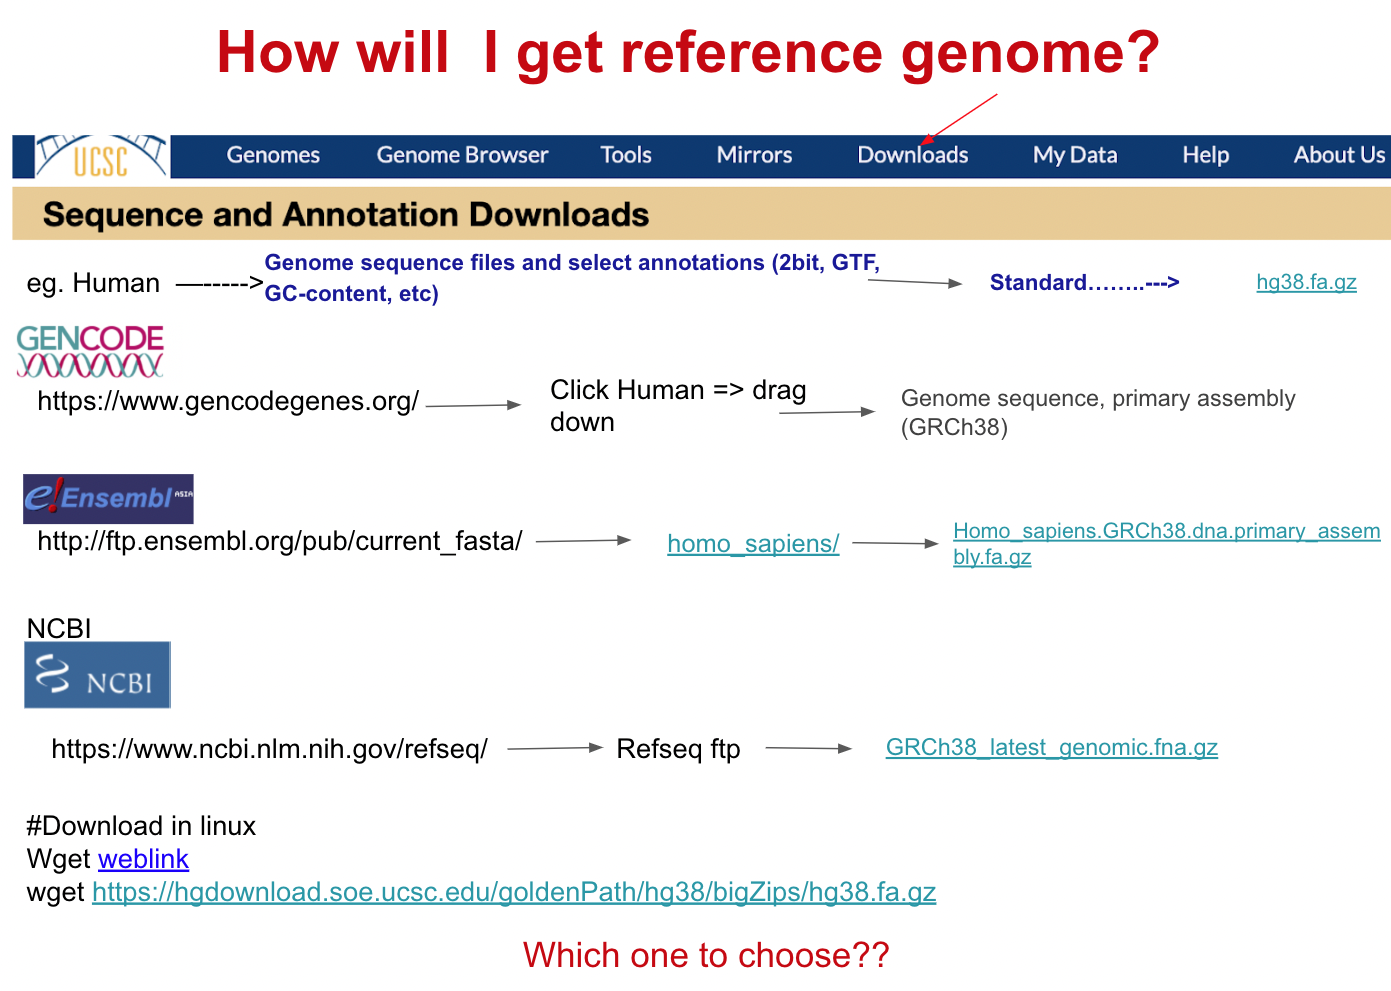 How will  I get reference genome?
UCSC Genomes Genome Browser Tools Mirrors Downloads My Data Help About Us
Sequence and Annotation Downloads
eg. Human —-----> Genome sequence files and select annotations (2bit, GTF,
GC-content, etc) Standard……..---> hg38.fa.gz
GENCODE
https://www.gencodegenes.org/ Click Human => drag
down
Genome sequence, primary assembly
(GRCh38)
e!Ensembl ASIA
http://ftp.ensembl.org/pub/current_fasta/ homo_sapiens/ Homo_sapiens.GRCh38.dna.primary_assem
bly.fa.gz
NCBI
NCBI
https://www.ncbi.nlm.nih.gov/refseq/ Refseq ftp GRCh38_latest_genomic.fna.gz
#Download in linux
Wget weblink
wget https://hgdownload.soe.ucsc.edu/goldenPath/hg38/bigZips/hg38.fa.gz
Which one to choose??